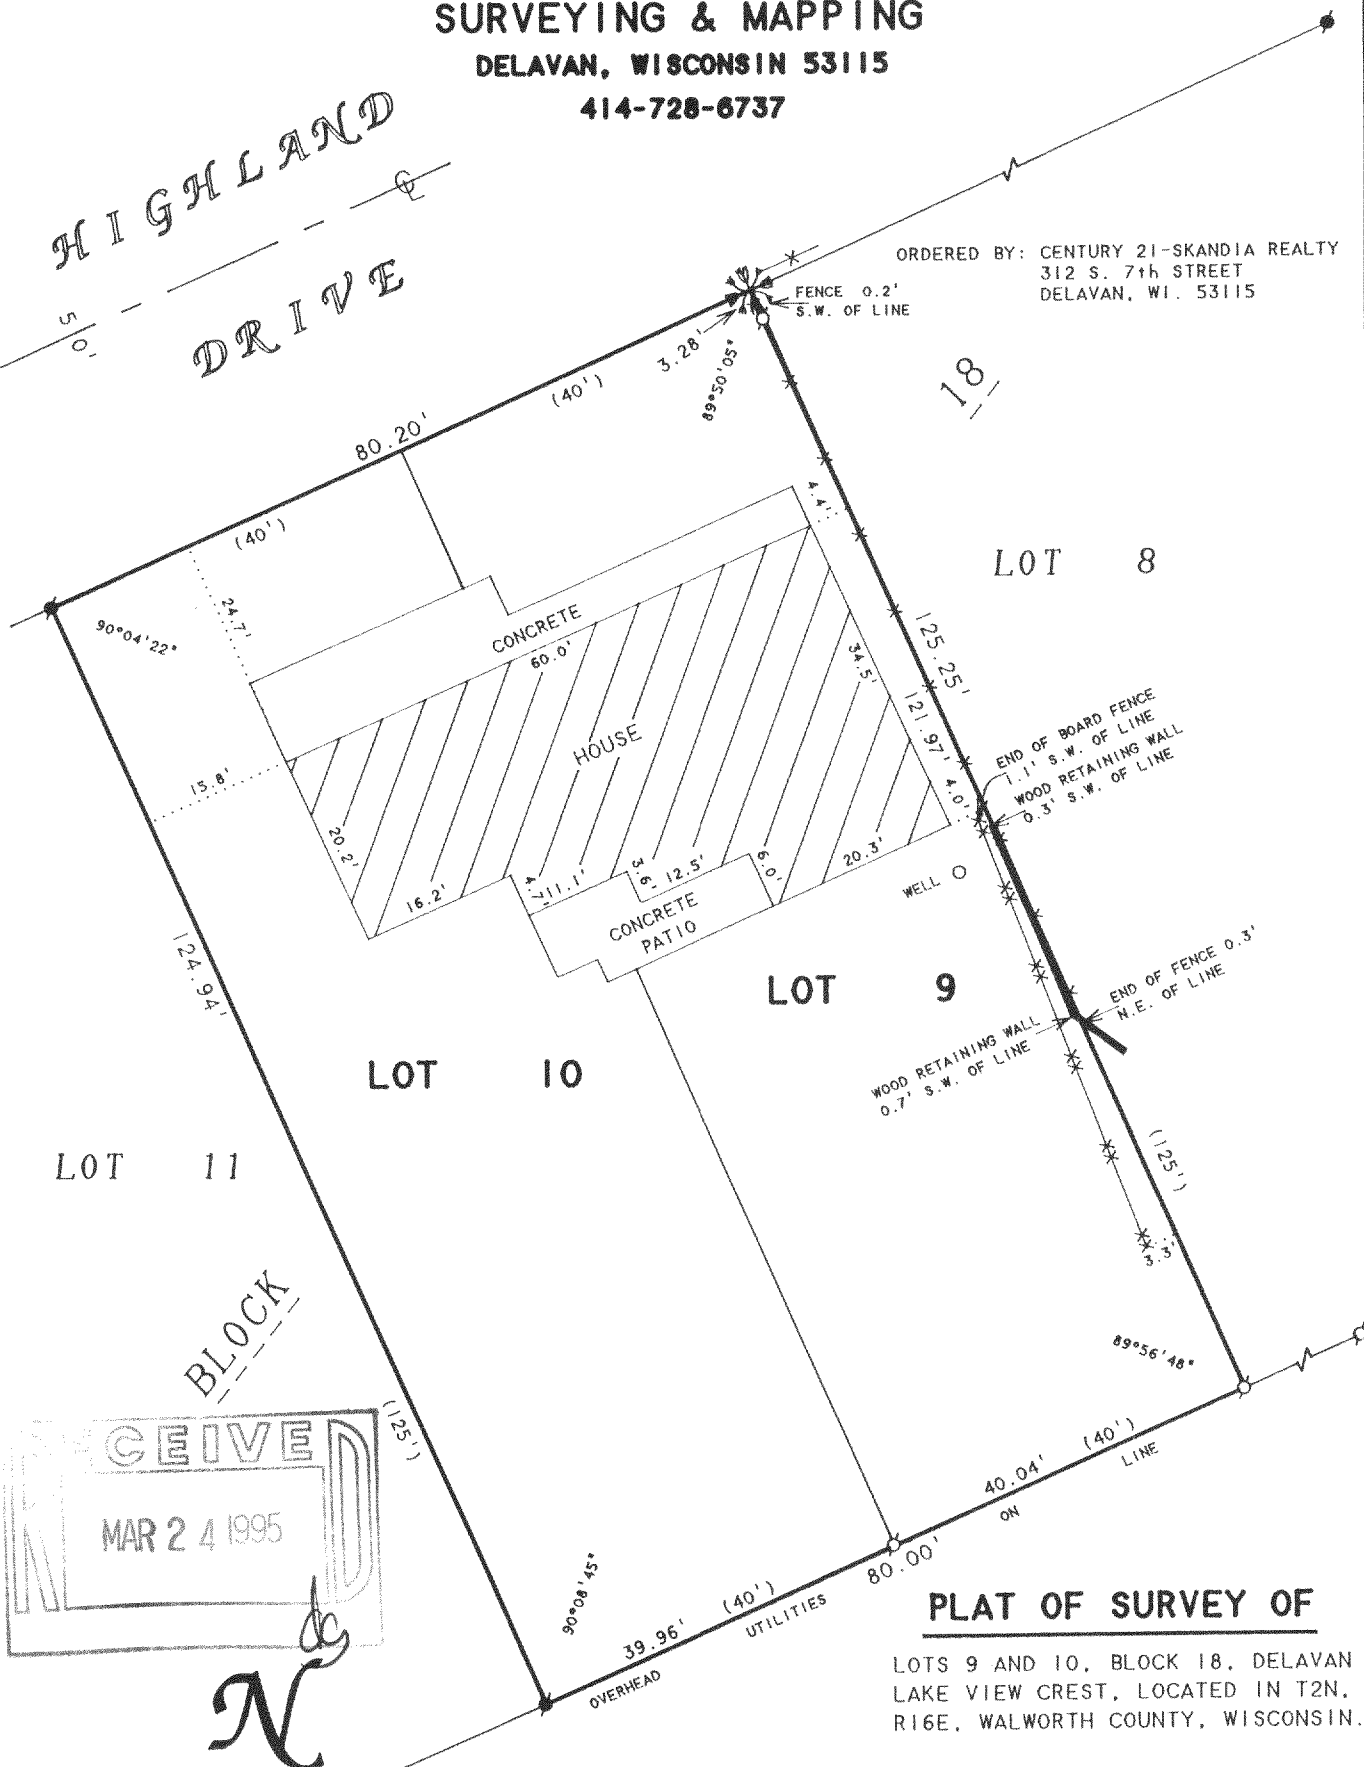 SURVEYING & MAPPING
DELAVAN, WISCONSIN 53115
414-728-6737
HIGHLAND
DRIVE
50'
ORDERED BY: CENTURY 21-SKANDIA REALTY
312 S. 7th STREET
DELAVAN, WI. 53115
FENCE 0.2'
S.W. OF LINE
3.28'
89°50'05"
(40')
80.20'
(40')
18
4.4'
LOT 8
24.7'
90°04'22"
CONCRETE
60.0'
125.25'
34.5'
121.97'
HOUSE
END OF BOARD FENCE
1.1' S.W. OF LINE
WOOD RETAINING WALL
0.3' S.W. OF LINE
15.8'
4.0'
20.2'
16.2'
4.7'
11.1'
3.6'
12.5'
6.0'
20.3'
WELL
CONCRETE
PATIO
124.94'
LOT 9
END OF FENCE 0.3'
N.E. OF LINE
WOOD RETAINING WALL
0.7' S.W. OF LINE
LOT 10
LOT 11
(125')
3.3'
BLOCK
89°56'48"
(125')
RECEIVED
MAR 24 1995
dg
N
90°08'45"
39.96'
(40')
80.00'
40.04'
(40')
OVERHEAD
UTILITIES
ON
LINE
PLAT OF SURVEY OF
LOTS 9 AND 10, BLOCK 18, DELAVAN
LAKE VIEW CREST, LOCATED IN T2N,
R16E, WALWORTH COUNTY, WISCONSIN.